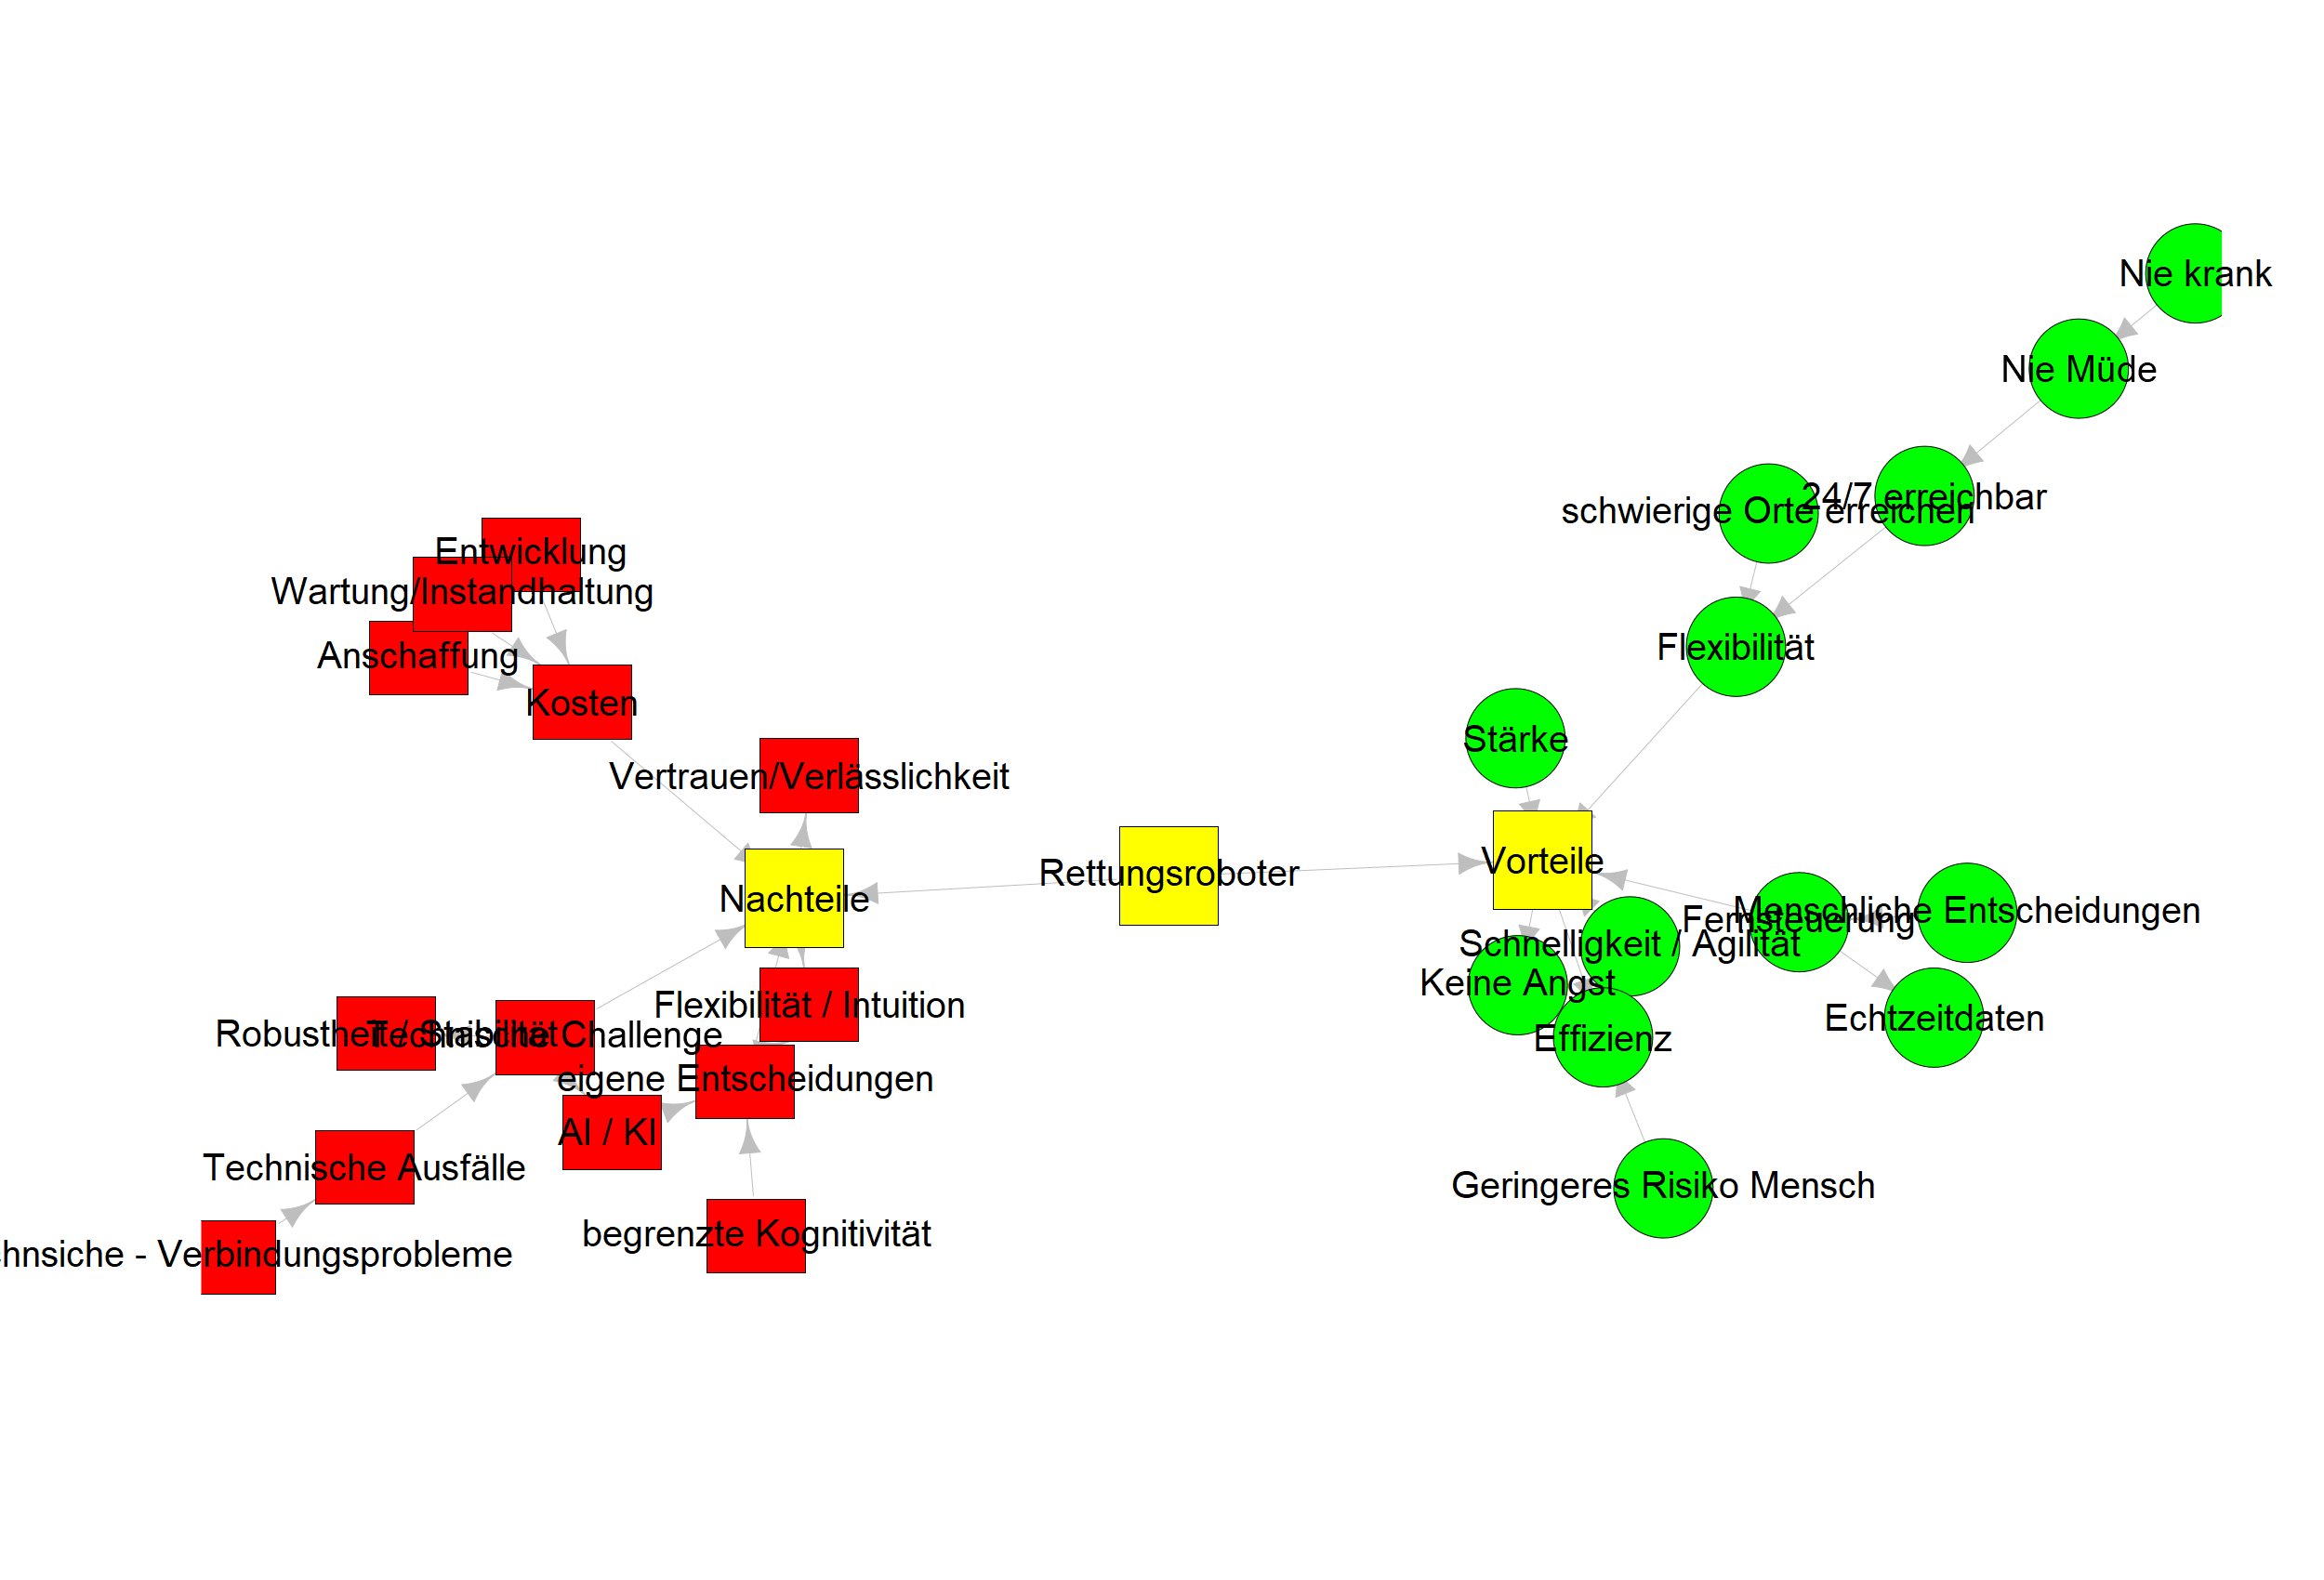 Nie krank
Nie Müde
24/7 erreichbar
schwierige Orte erreichen
Entwicklung
Wartung/Instandhaltung
Anschaffung
Flexibilität
Kosten
Stärke
Vertrauen/Verlässlichkeit
Vorteile
Rettungsroboter
Nachteile
Menschliche Entscheidungen
Fernsteuerung
Schnelligkeit / Agilität
Keine Angst
Flexibilität / Intuition
Echtzeitdaten
Robustheit / Stabilität
Technische Challenge
Effizienz
eigene Entscheidungen
AI / KI
Technische Ausfälle
Geringeres Risiko Mensch
begrenzte Kognitivität
hnsiche - Verbindungsprobleme